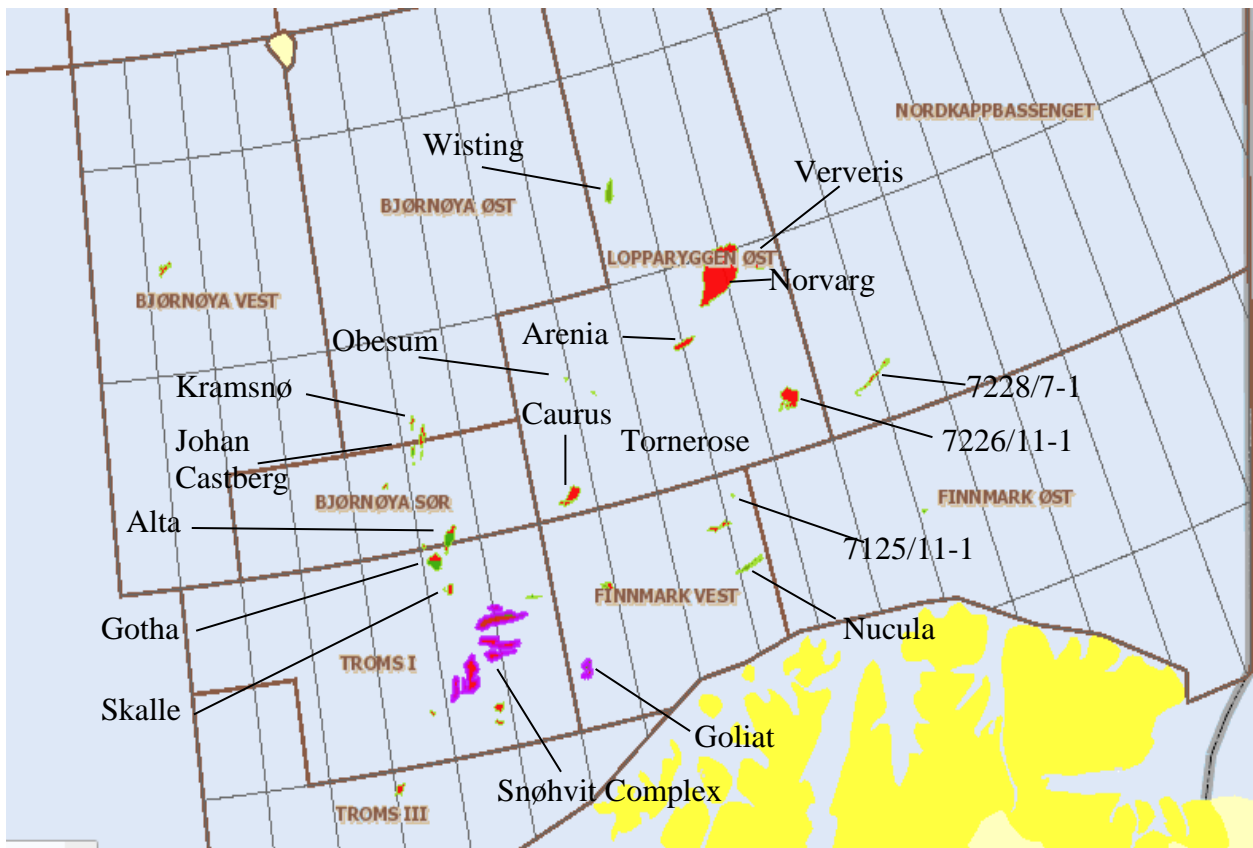 NORDKAPPBASSENGET
Wisting
Ververis
BJØRNØYA ØST
LOPPARYGGEN ØST
Norvarg
BJØRNØYA VEST
Obesum
Arenia
Kramsnø
7228/7-1
Caurus
Johan
Castberg
Tornerose
7226/11-1
BJØRNØYA SØR
FINNMARK ØST
Alta
7125/11-1
FINNMARK VEST
Gotha
Nucula
TROMS I
Skalle
Goliat
Snøhvit Complex
TROMS III